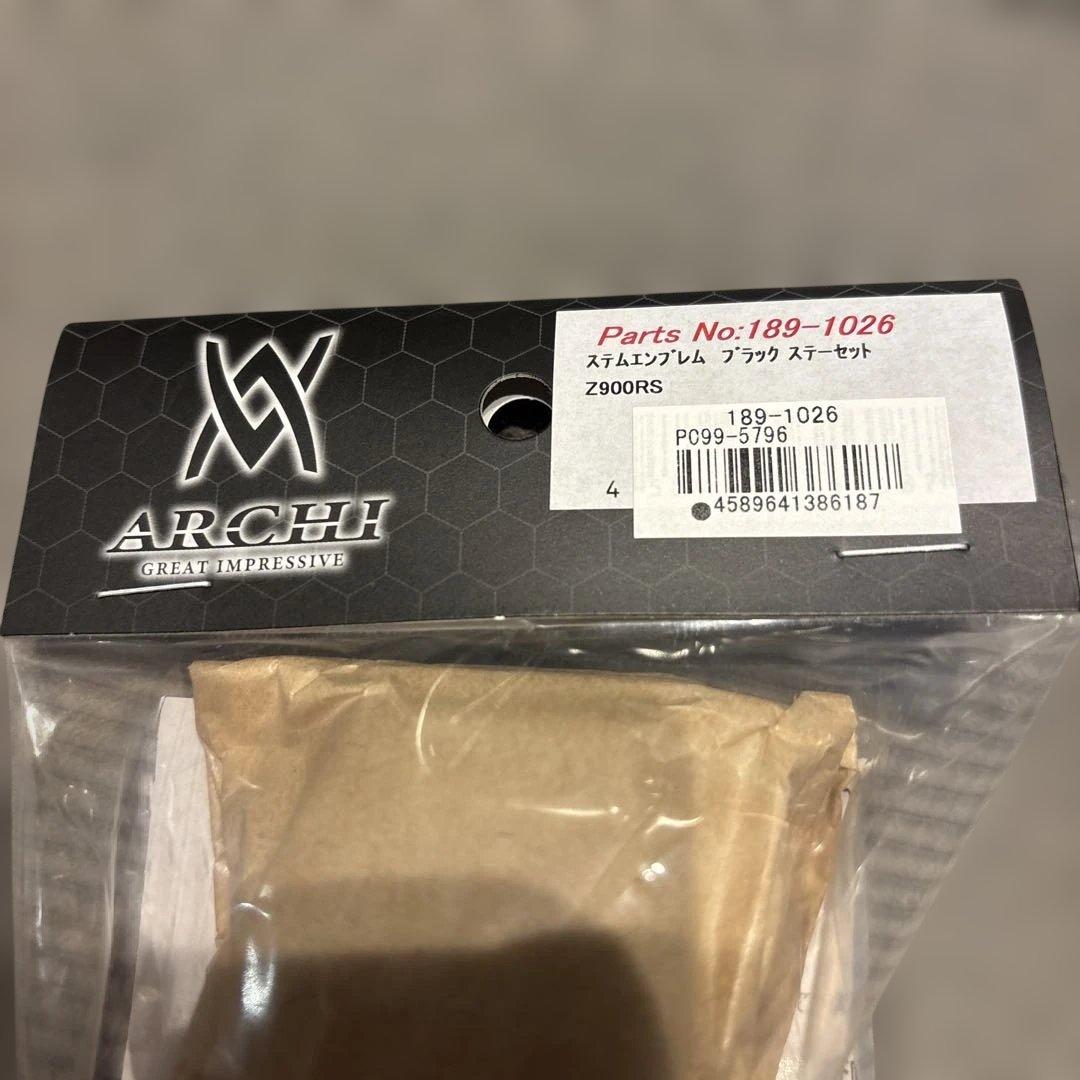 ARCHI
GREAT IMPRESSIVE
Parts No:189-1026
ｽﾃﾑｴﾝﾌﾞﾚﾑ ﾌﾞﾗｯｸ ｽﾃｰｾｯﾄ
Z900RS
189-1026
PC99-5796
4
4589641386187